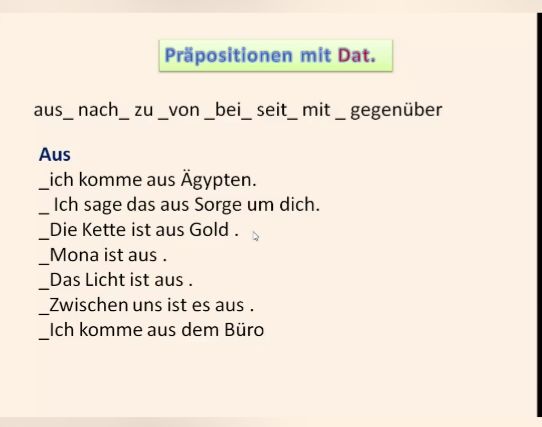 Präpositionen mit Dat.
aus_ nach_ zu _von _bei_ seit_ mit _ gegenüber
Aus
_ich komme aus Ägypten.
_ Ich sage das aus Sorge um dich.
_Die Kette ist aus Gold .
_Mona ist aus .
_Das Licht ist aus .
_Zwischen uns ist es aus .
_Ich komme aus dem Büro